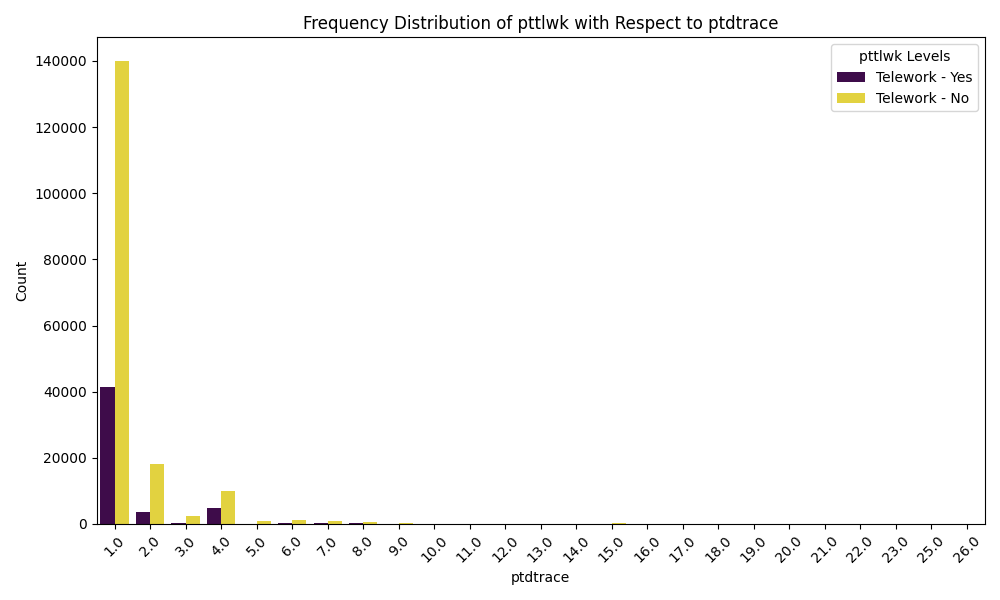 Frequency Distribution of pttlwk with Respect to ptdtrace
pttlwk Levels
Telework - Yes
Telework - No
Count
140000
120000
100000
80000
60000
40000
20000
0
1.0 2.0 3.0 4.0 5.0 6.0 7.0 8.0 9.0 10.0 11.0 12.0 13.0 14.0 15.0 16.0 17.0 18.0 19.0 20.0 21.0 22.0 23.0 25.0 26.0
ptdtrace